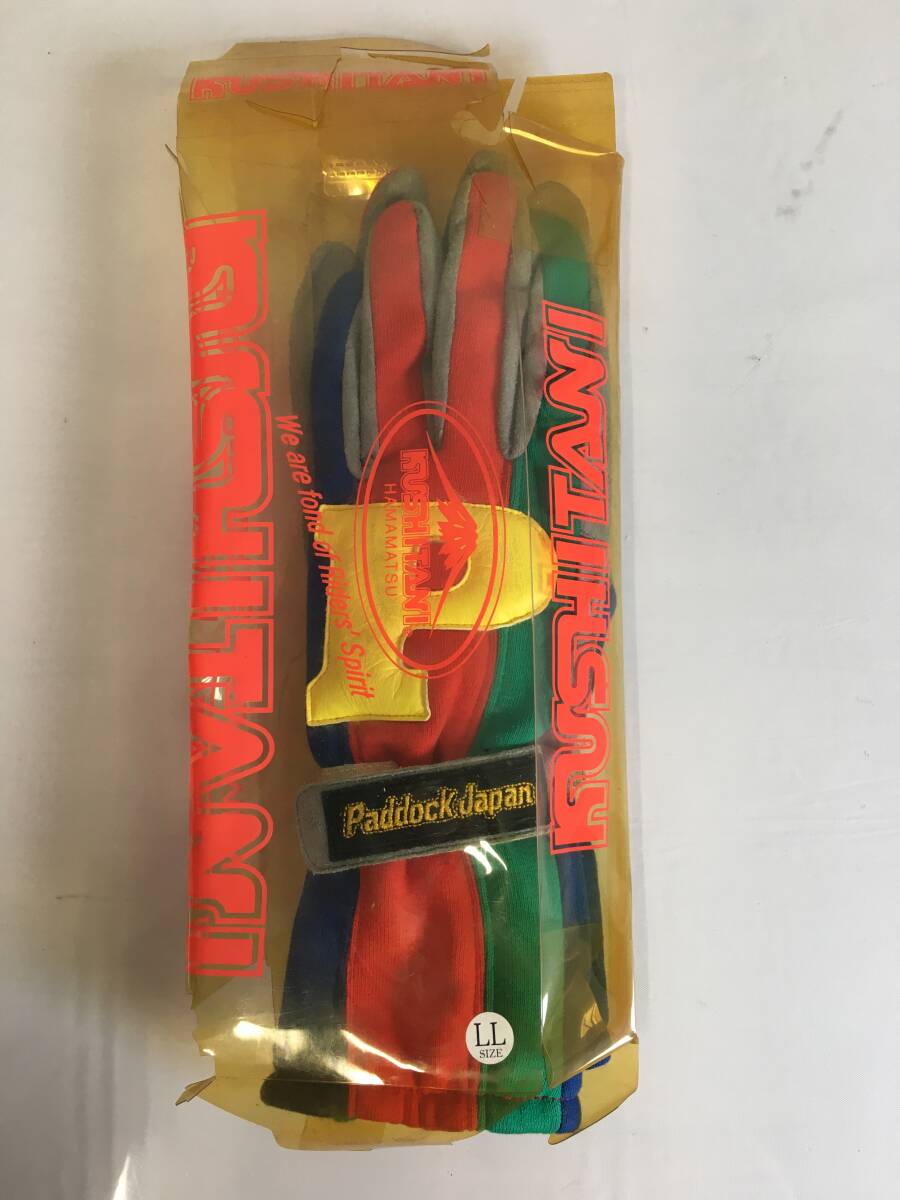 KUSHITANI
KUSHITANI
KUSHITANI
We are fond of Riders' Spirit
KUSHITANI
HAMAMATSU
P
Paddock Japan
LL
SIZE